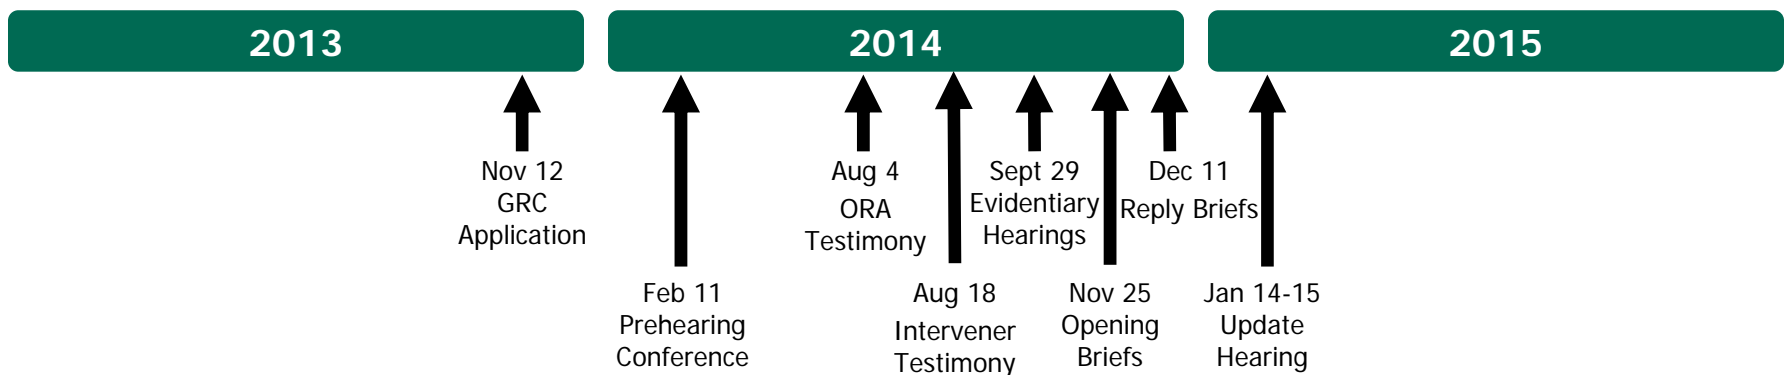 2013
2014
2015
Nov 12
GRC
Application
Feb 11
Prehearing
Conference
Aug 4
ORA
Testimony
Aug 18
Intervener
Testimony
Sept 29
Evidentiary
Hearings
Nov 25
Opening
Briefs
Dec 11
Reply Briefs
Jan 14-15
Update
Hearing